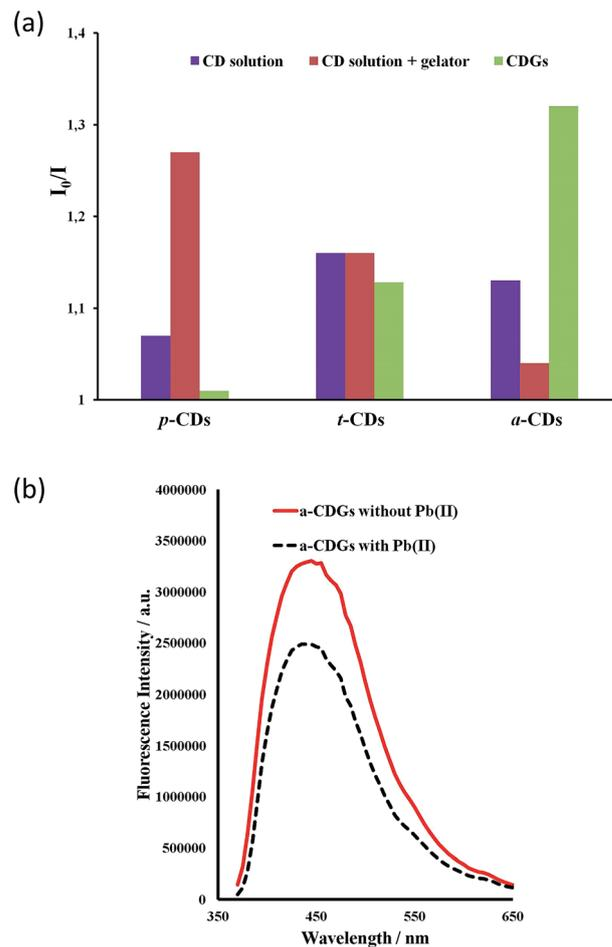 (a)
1,4
CD solution CD solution + gelator CDGs
1,3
I0/I
1,2
1,1
1
p-CDs t-CDs a-CDs
(b)
4000000
a-CDGs without Pb(II)
3500000
a-CDGs with Pb(II)
3000000
2500000
Fluorescence Intensity / a.u.
2000000
1500000
1000000
500000
0
350 450 550 650
Wavelength / nm